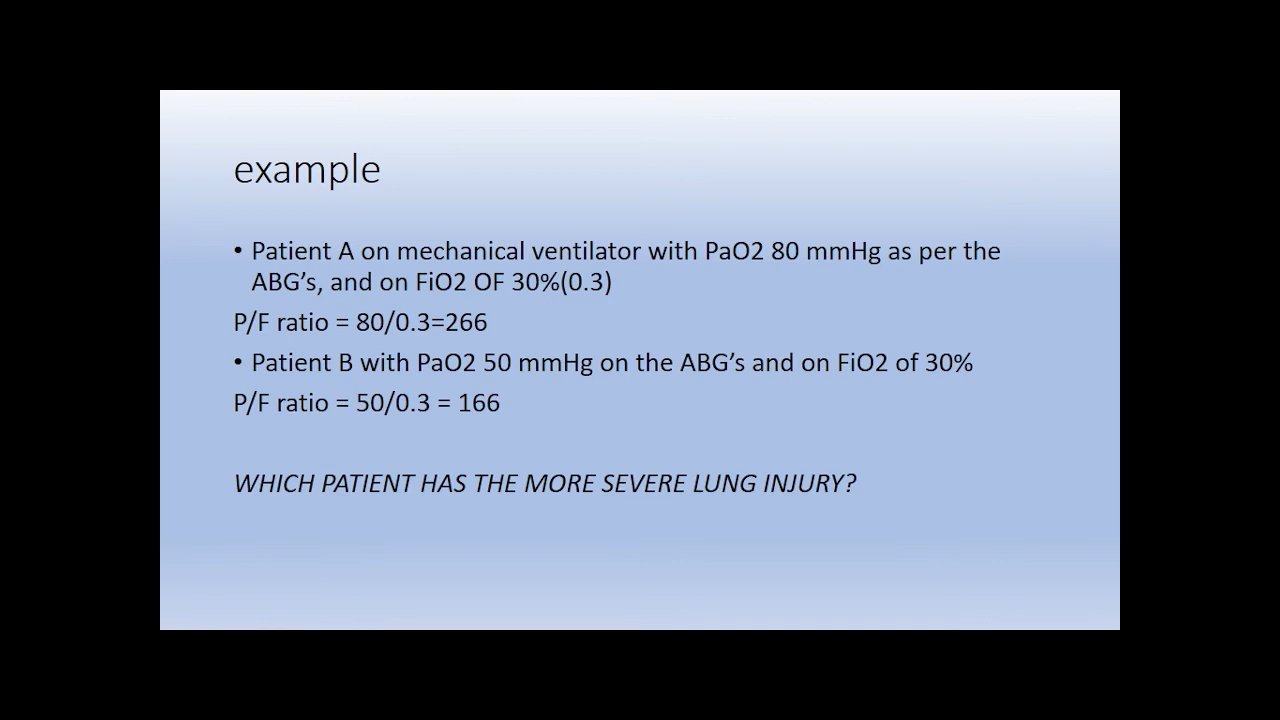 example
• Patient A on mechanical ventilator with PaO2 80 mmHg as per the
ABG’s, and on FiO2 OF 30%(0.3)
P/F ratio = 80/0.3=266
• Patient B with PaO2 50 mmHg on the ABG’s and on FiO2 of 30%
P/F ratio = 50/0.3 = 166
WHICH PATIENT HAS THE MORE SEVERE LUNG INJURY?